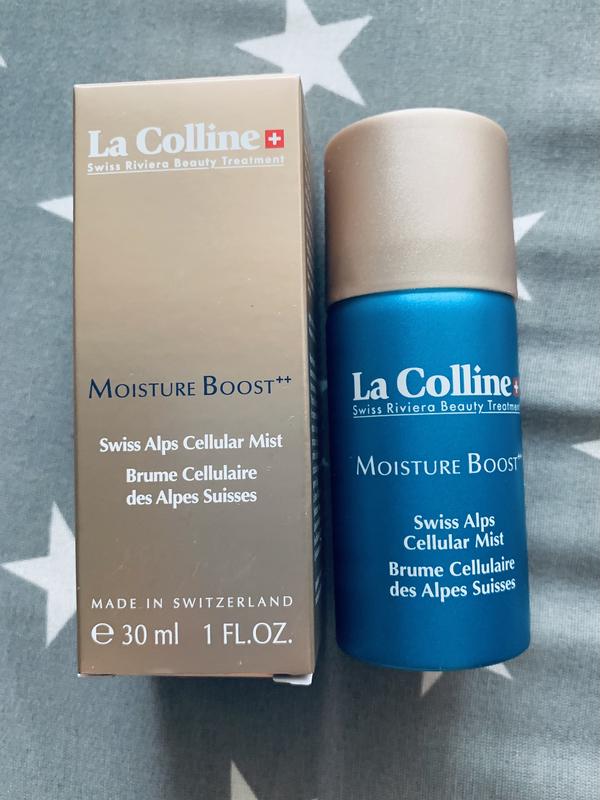 La Colline
Swiss Riviera Beauty Treatment
MOISTURE BOOST++
Swiss Alps Cellular Mist
Brume Cellulaire
des Alpes Suisses
MADE IN SWITZERLAND
℮ 30 ml 1 FL.OZ.
La Colline
Swiss Riviera Beauty Treatment
MOISTURE BOOST++
Swiss Alps
Cellular Mist
Brume Cellulaire
des Alpes Suisses